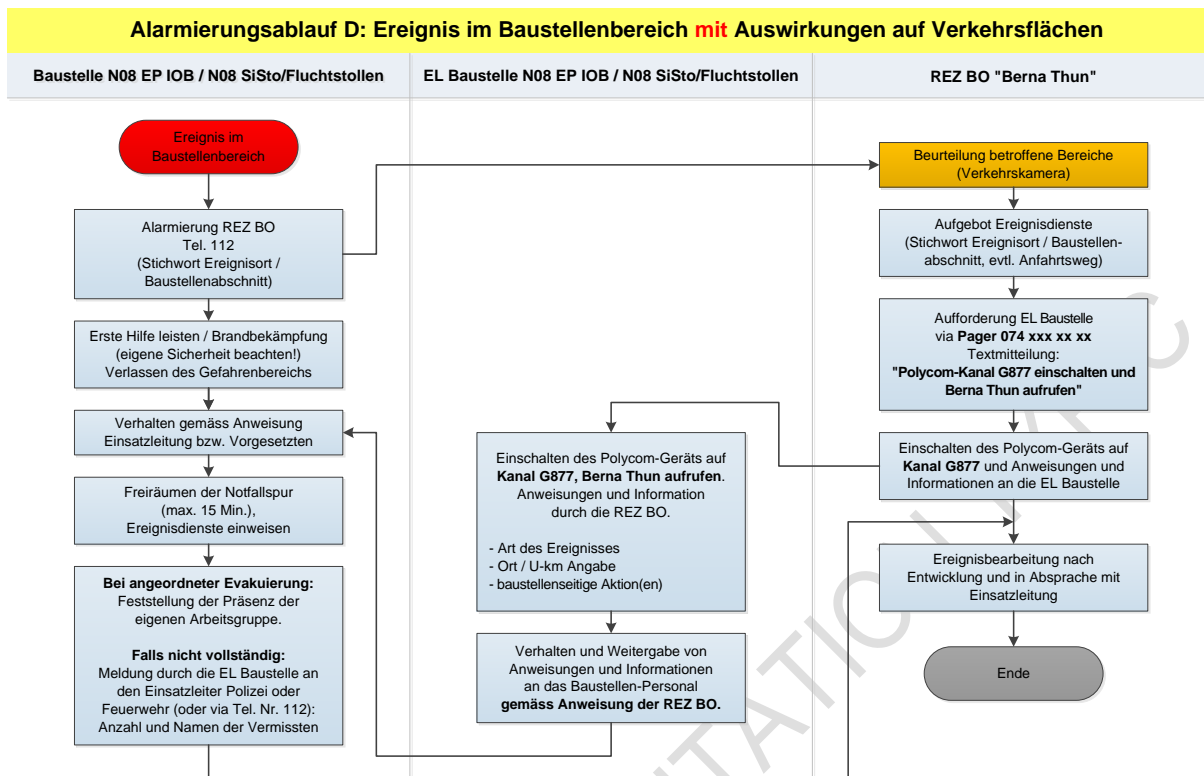 Alarmierungsablauf D: Ereignis im Baustellenbereich mit Auswirkungen auf Verkehrsflächen
Baustelle N08 EP IOB / N08 SiSto/Fluchtstollen
EL Baustelle N08 EP IOB / N08 SiSto/Fluchtstollen
REZ BO "Berna Thun"
Ereignis im
Baustellenbereich
Alarmierung REZ BO
Tel. 112
(Stichwort Ereignisort /
Baustellenabschnitt)
Erste Hilfe leisten / Brandbekämpfung
(eigene Sicherheit beachten!)
Verlassen des Gefahrenbereichs
Verhalten gemäss Anweisung
Einsatzleitung bzw. Vorgesetzten
Freiräumen der Notfallspur
(max. 15 Min.),
Ereignisdienste einweisen
Bei angeordneter Evakuierung:
Feststellung der Präsenz der
eigenen Arbeitsgruppe.
Falls nicht vollständig:
Meldung durch die EL Baustelle an
den Einsatzleiter Polizei oder
Feuerwehr (oder via Tel. Nr. 112):
Anzahl und Namen der Vermissten
Einschalten des Polycom-Geräts auf
Kanal G877, Berna Thun aufrufen.
Anweisungen und Information
durch die REZ BO.
- Art des Ereignisses
- Ort / U-km Angabe
- baustellenseitige Aktion(en)
Verhalten und Weitergabe von
Anweisungen und Informationen
an das Baustellen-Personal
gemäss Anweisung der REZ BO.
Beurteilung betroffene Bereiche
(Verkehrskamera)
Aufgebot Ereignisdienste
(Stichwort Ereignisort / Baustellen-
abschnitt, evtl. Anfahrtsweg)
Aufforderung EL Baustelle
via Pager 074 xxx xx xx
Textmitteilung:
"Polycom-Kanal G877 einschalten und
Berna Thun aufrufen"
Einschalten des Polycom-Geräts auf
Kanal G877 und Anweisungen und
Informationen an die EL Baustelle
Ereignisbearbeitung nach
Entwicklung und in Absprache mit
Einsatzleitung
Ende